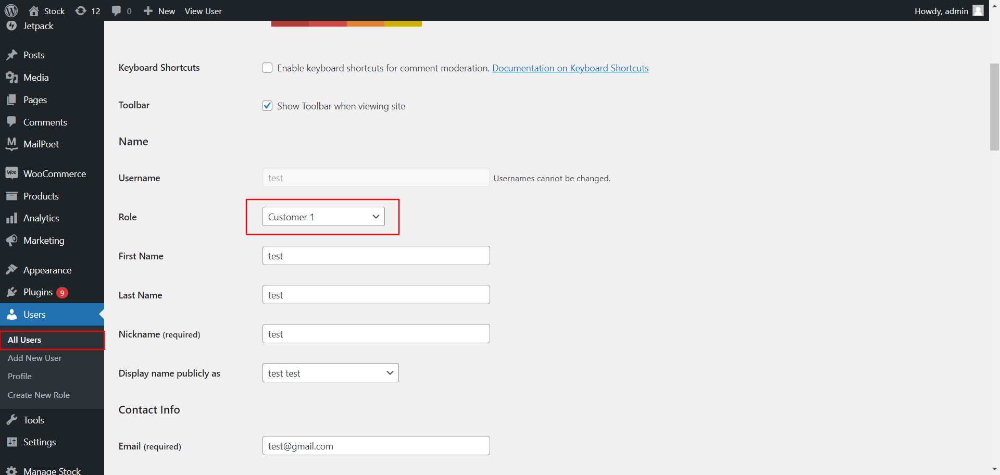 Stock 12 0 New View User Howdy, admin
Jetpack
Posts
Media
Pages
Comments
MailPoet
WooCommerce
Products
Analytics
Marketing
Appearance
Plugins 9
Users
All Users
Add New User
Profile
Create New Role
Tools
Settings
Manage Stock
Keyboard Shortcuts Enable keyboard shortcuts for comment moderation. Documentation on Keyboard Shortcuts
Toolbar Show Toolbar when viewing site
Name
Username test Usernames cannot be changed.
Role Customer 1
First Name test
Last Name test
Nickname (required) test
Display name publicly as test test
Contact Info
Email (required) test@gmail.com